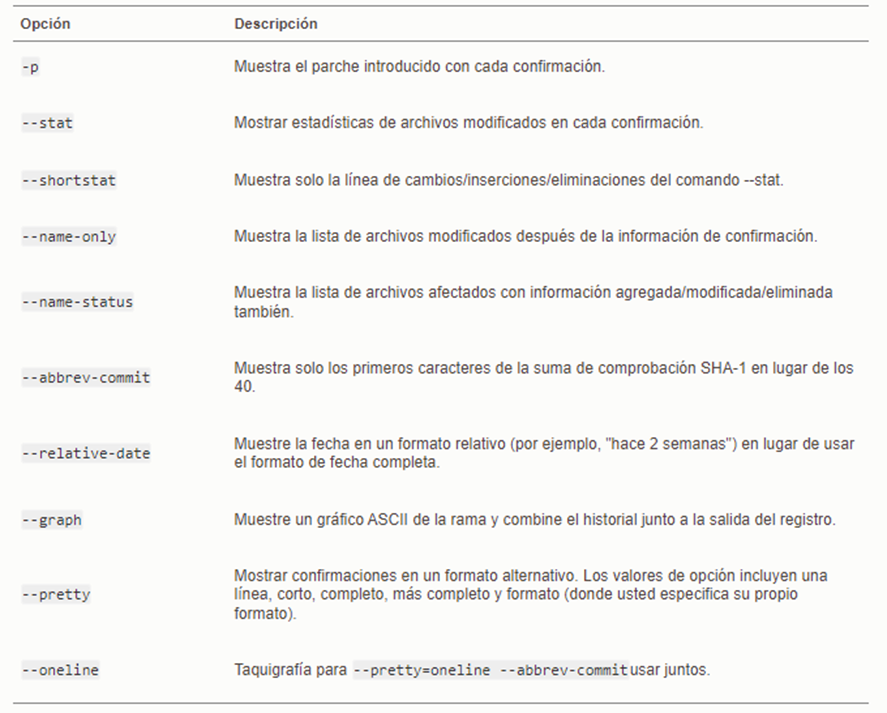 Opción Descripción
-p Muestra el parche introducido con cada confirmación.
--stat Mostrar estadísticas de archivos modificados en cada confirmación.
--shortstat Muestra solo la línea de cambios/inserciones/eliminaciones del comando --stat.
--name-only Muestra la lista de archivos modificados después de la información de confirmación.
--name-status Muestra la lista de archivos afectados con información agregada/modificada/eliminada
también.
--abbrev-commit Muestra solo los primeros caracteres de la suma de comprobación SHA-1 en lugar de los
40.
--relative-date Muestre la fecha en un formato relativo (por ejemplo, "hace 2 semanas") en lugar de usar
el formato de fecha completa.
--graph Muestre un gráfico ASCII de la rama y combine el historial junto a la salida del registro.
--pretty Mostrar confirmaciones en un formato alternativo. Los valores de opción incluyen una
línea, corto, completo, más completo y formato (donde usted especifica su propio
formato).
--oneline Taquigrafía para --pretty=oneline --abbrev-commit usar juntos.